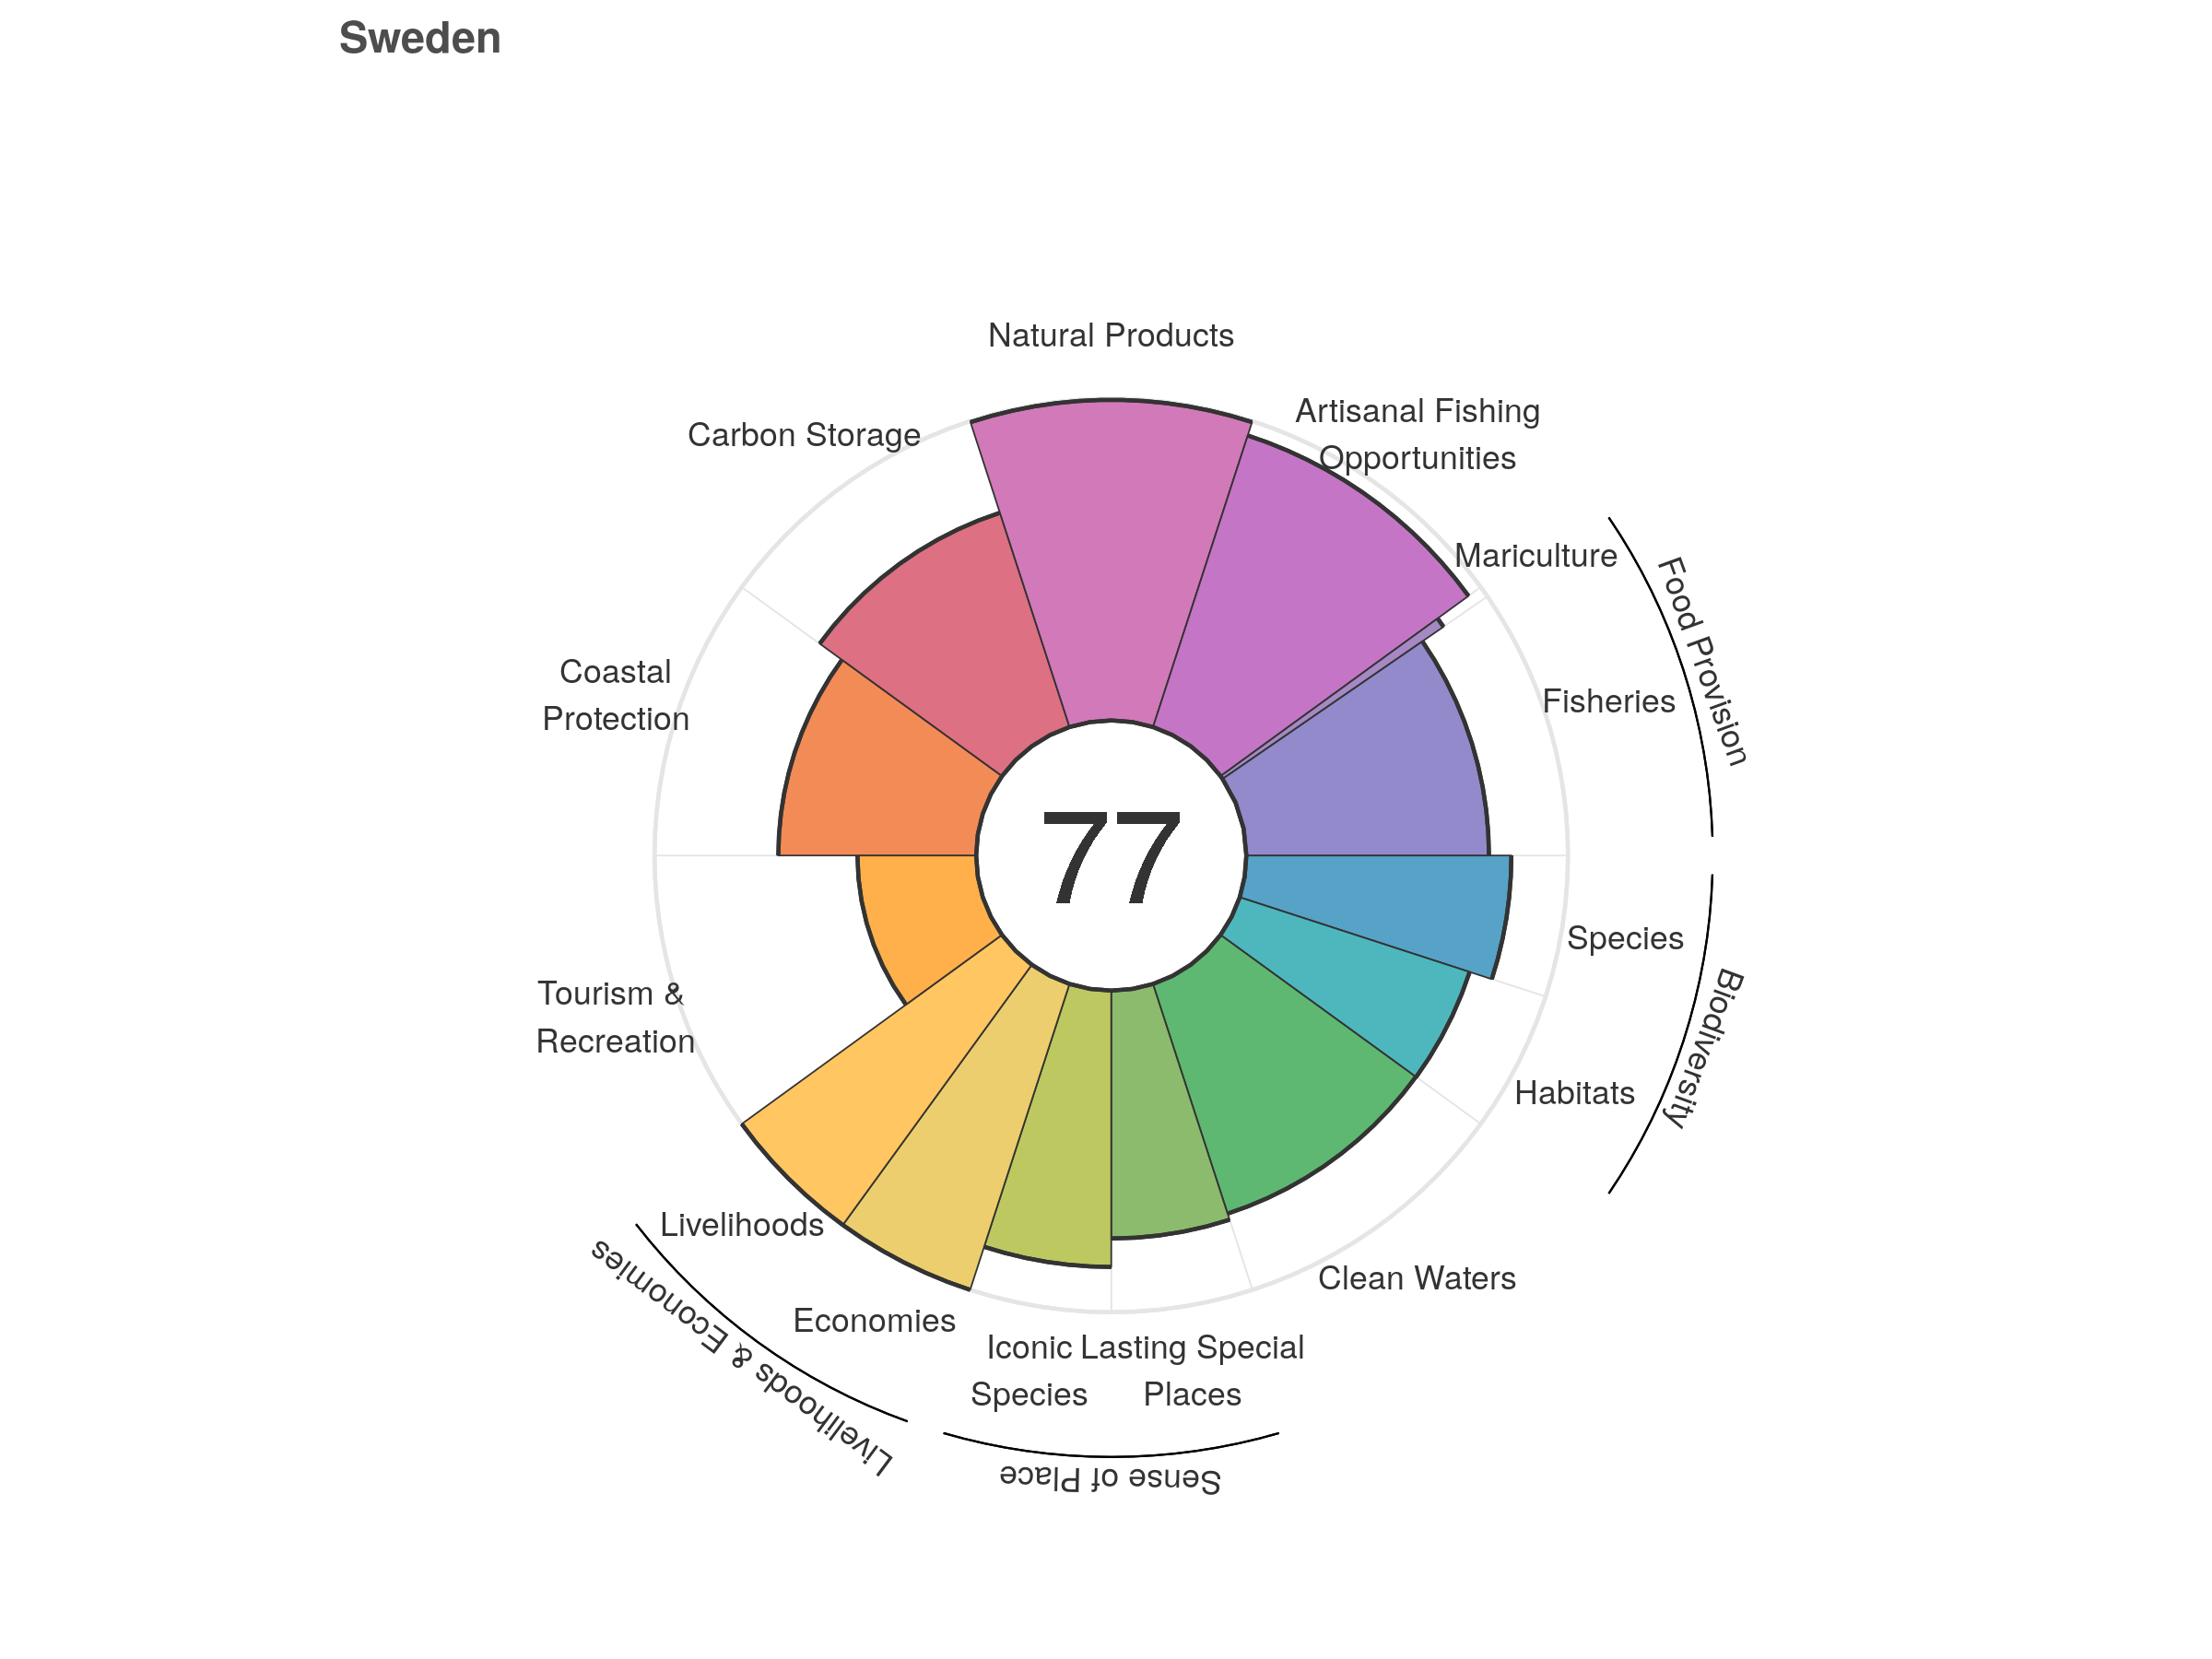 Sweden
Natural Products
Artisanal Fishing
Opportunities
Carbon Storage
Mariculture
Food Provision
Coastal
Protection
Fisheries
77
Species
Biodiversity
Tourism &
Recreation
Habitats
Livelihoods
Clean Waters
Economies
Livelihoods & Economies
Iconic
Species
Lasting Special
Places
Sense of Place